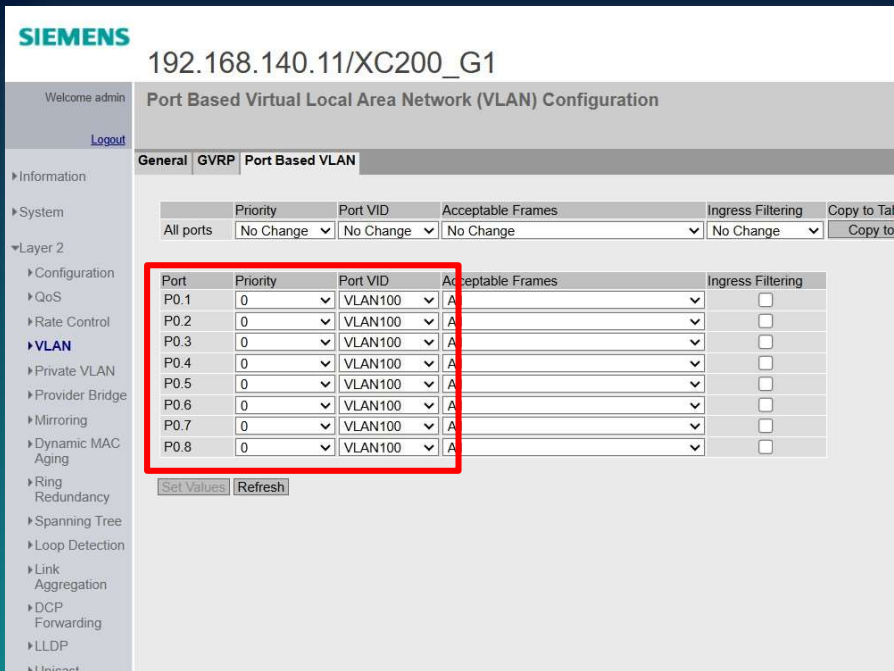 SIEMENS
192.168.140.11/XC200_G1
Welcome admin
Logout
Port Based Virtual Local Area Network (VLAN) Configuration
General GVRP Port Based VLAN
Information
System
Layer 2
Configuration
QoS
Rate Control
VLAN
Private VLAN
Provider Bridge
Mirroring
Dynamic MAC
Aging
Ring
Redundancy
Spanning Tree
Loop Detection
Link
Aggregation
DCP
Forwarding
LLDP
Unicast
Priority Port VID Acceptable Frames Ingress Filtering Copy to Tal
All ports No Change No Change No Change No Change Copy to
Port Priority Port VID Acceptable Frames Ingress Filtering
P0.1 0 VLAN100 A
P0.2 0 VLAN100 A
P0.3 0 VLAN100 A
P0.4 0 VLAN100 A
P0.5 0 VLAN100 A
P0.6 0 VLAN100 A
P0.7 0 VLAN100 A
P0.8 0 VLAN100 A
Set Values Refresh